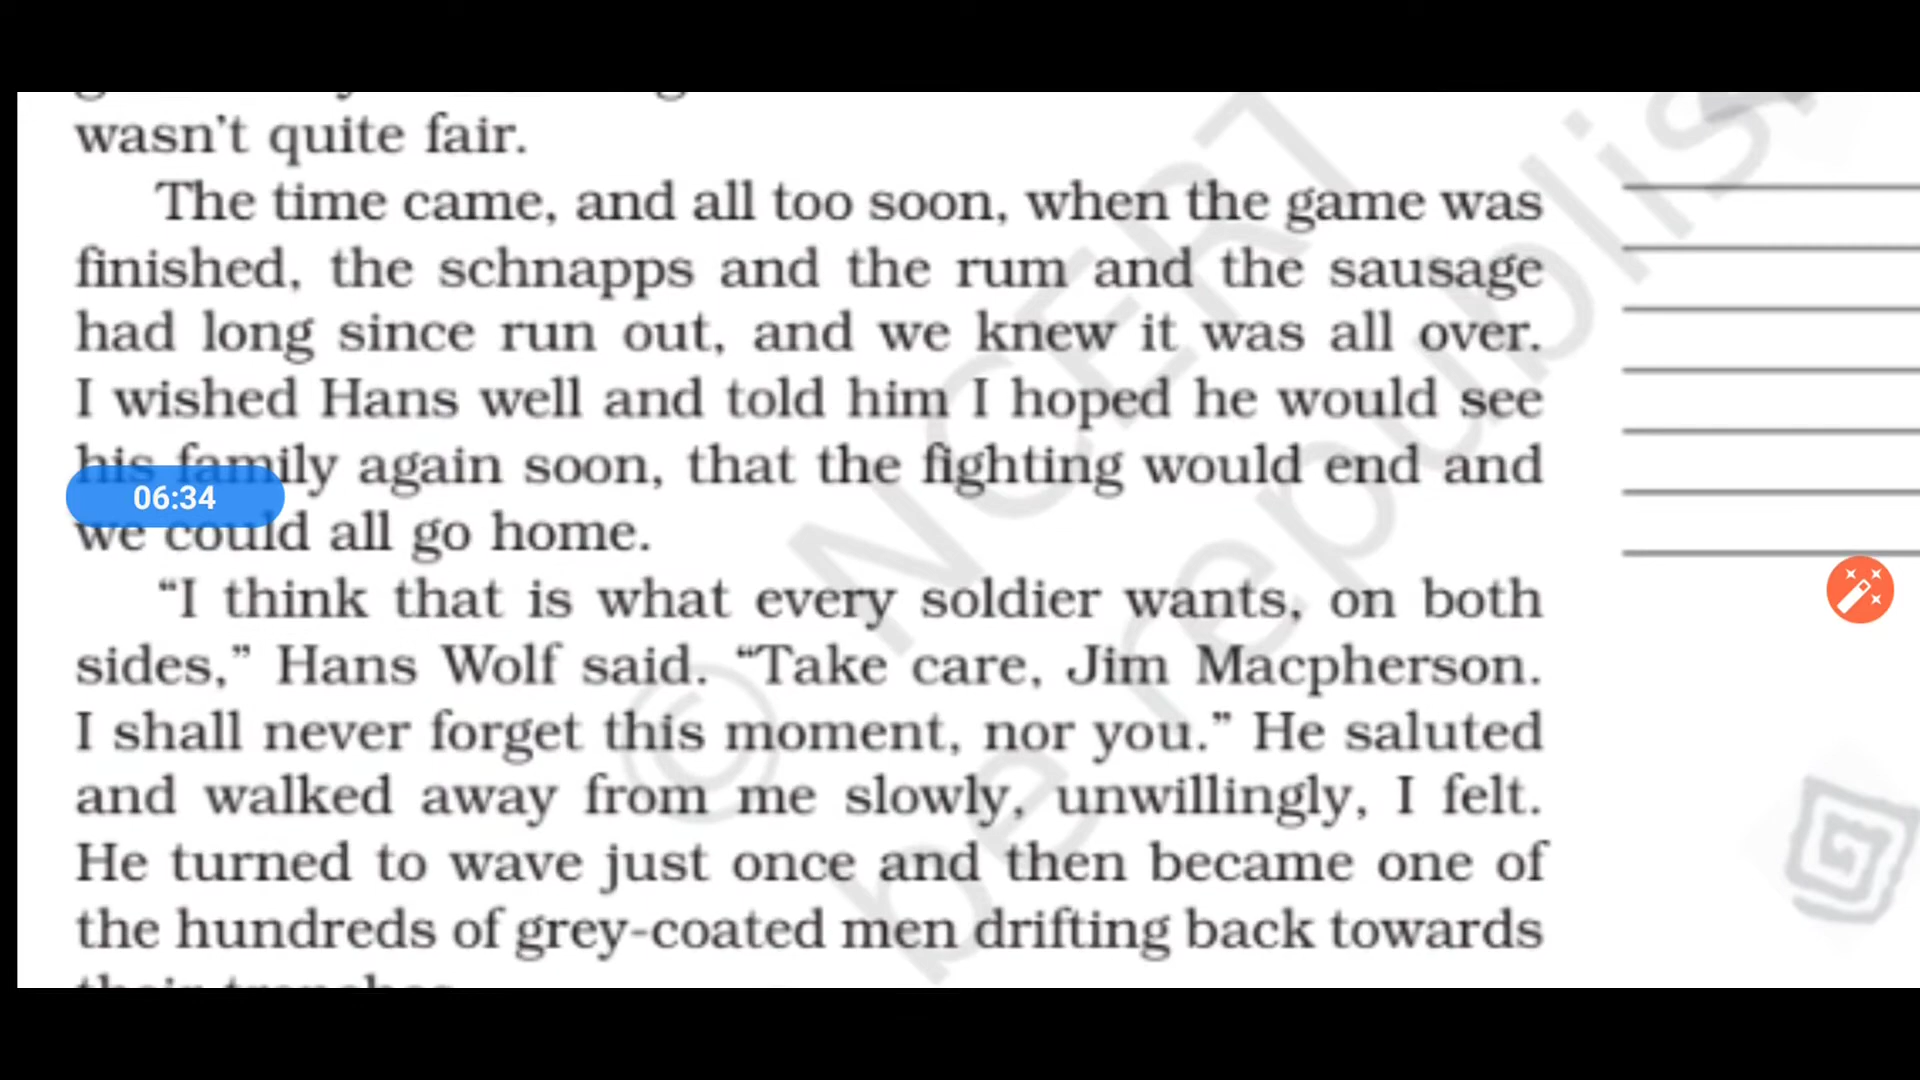 wasn't quite fair.
The time came, and all too soon, when the game was
finished, the schnapps and the rum and the sausage
had long since run out, and we knew it was all over.
I wished Hans well and told him I hoped he would see
his family again soon, that the fighting would end and
06:34
we could all go home.
“I think that is what every soldier wants, on both
sides,” Hans Wolf said. “Take care, Jim Macpherson.
I shall never forget this moment, nor you.” He saluted
and walked away from me slowly, unwillingly, I felt.
He turned to wave just once and then became one of
the hundreds of grey-coated men drifting back towards
their trenches.
© NCERT
be republish